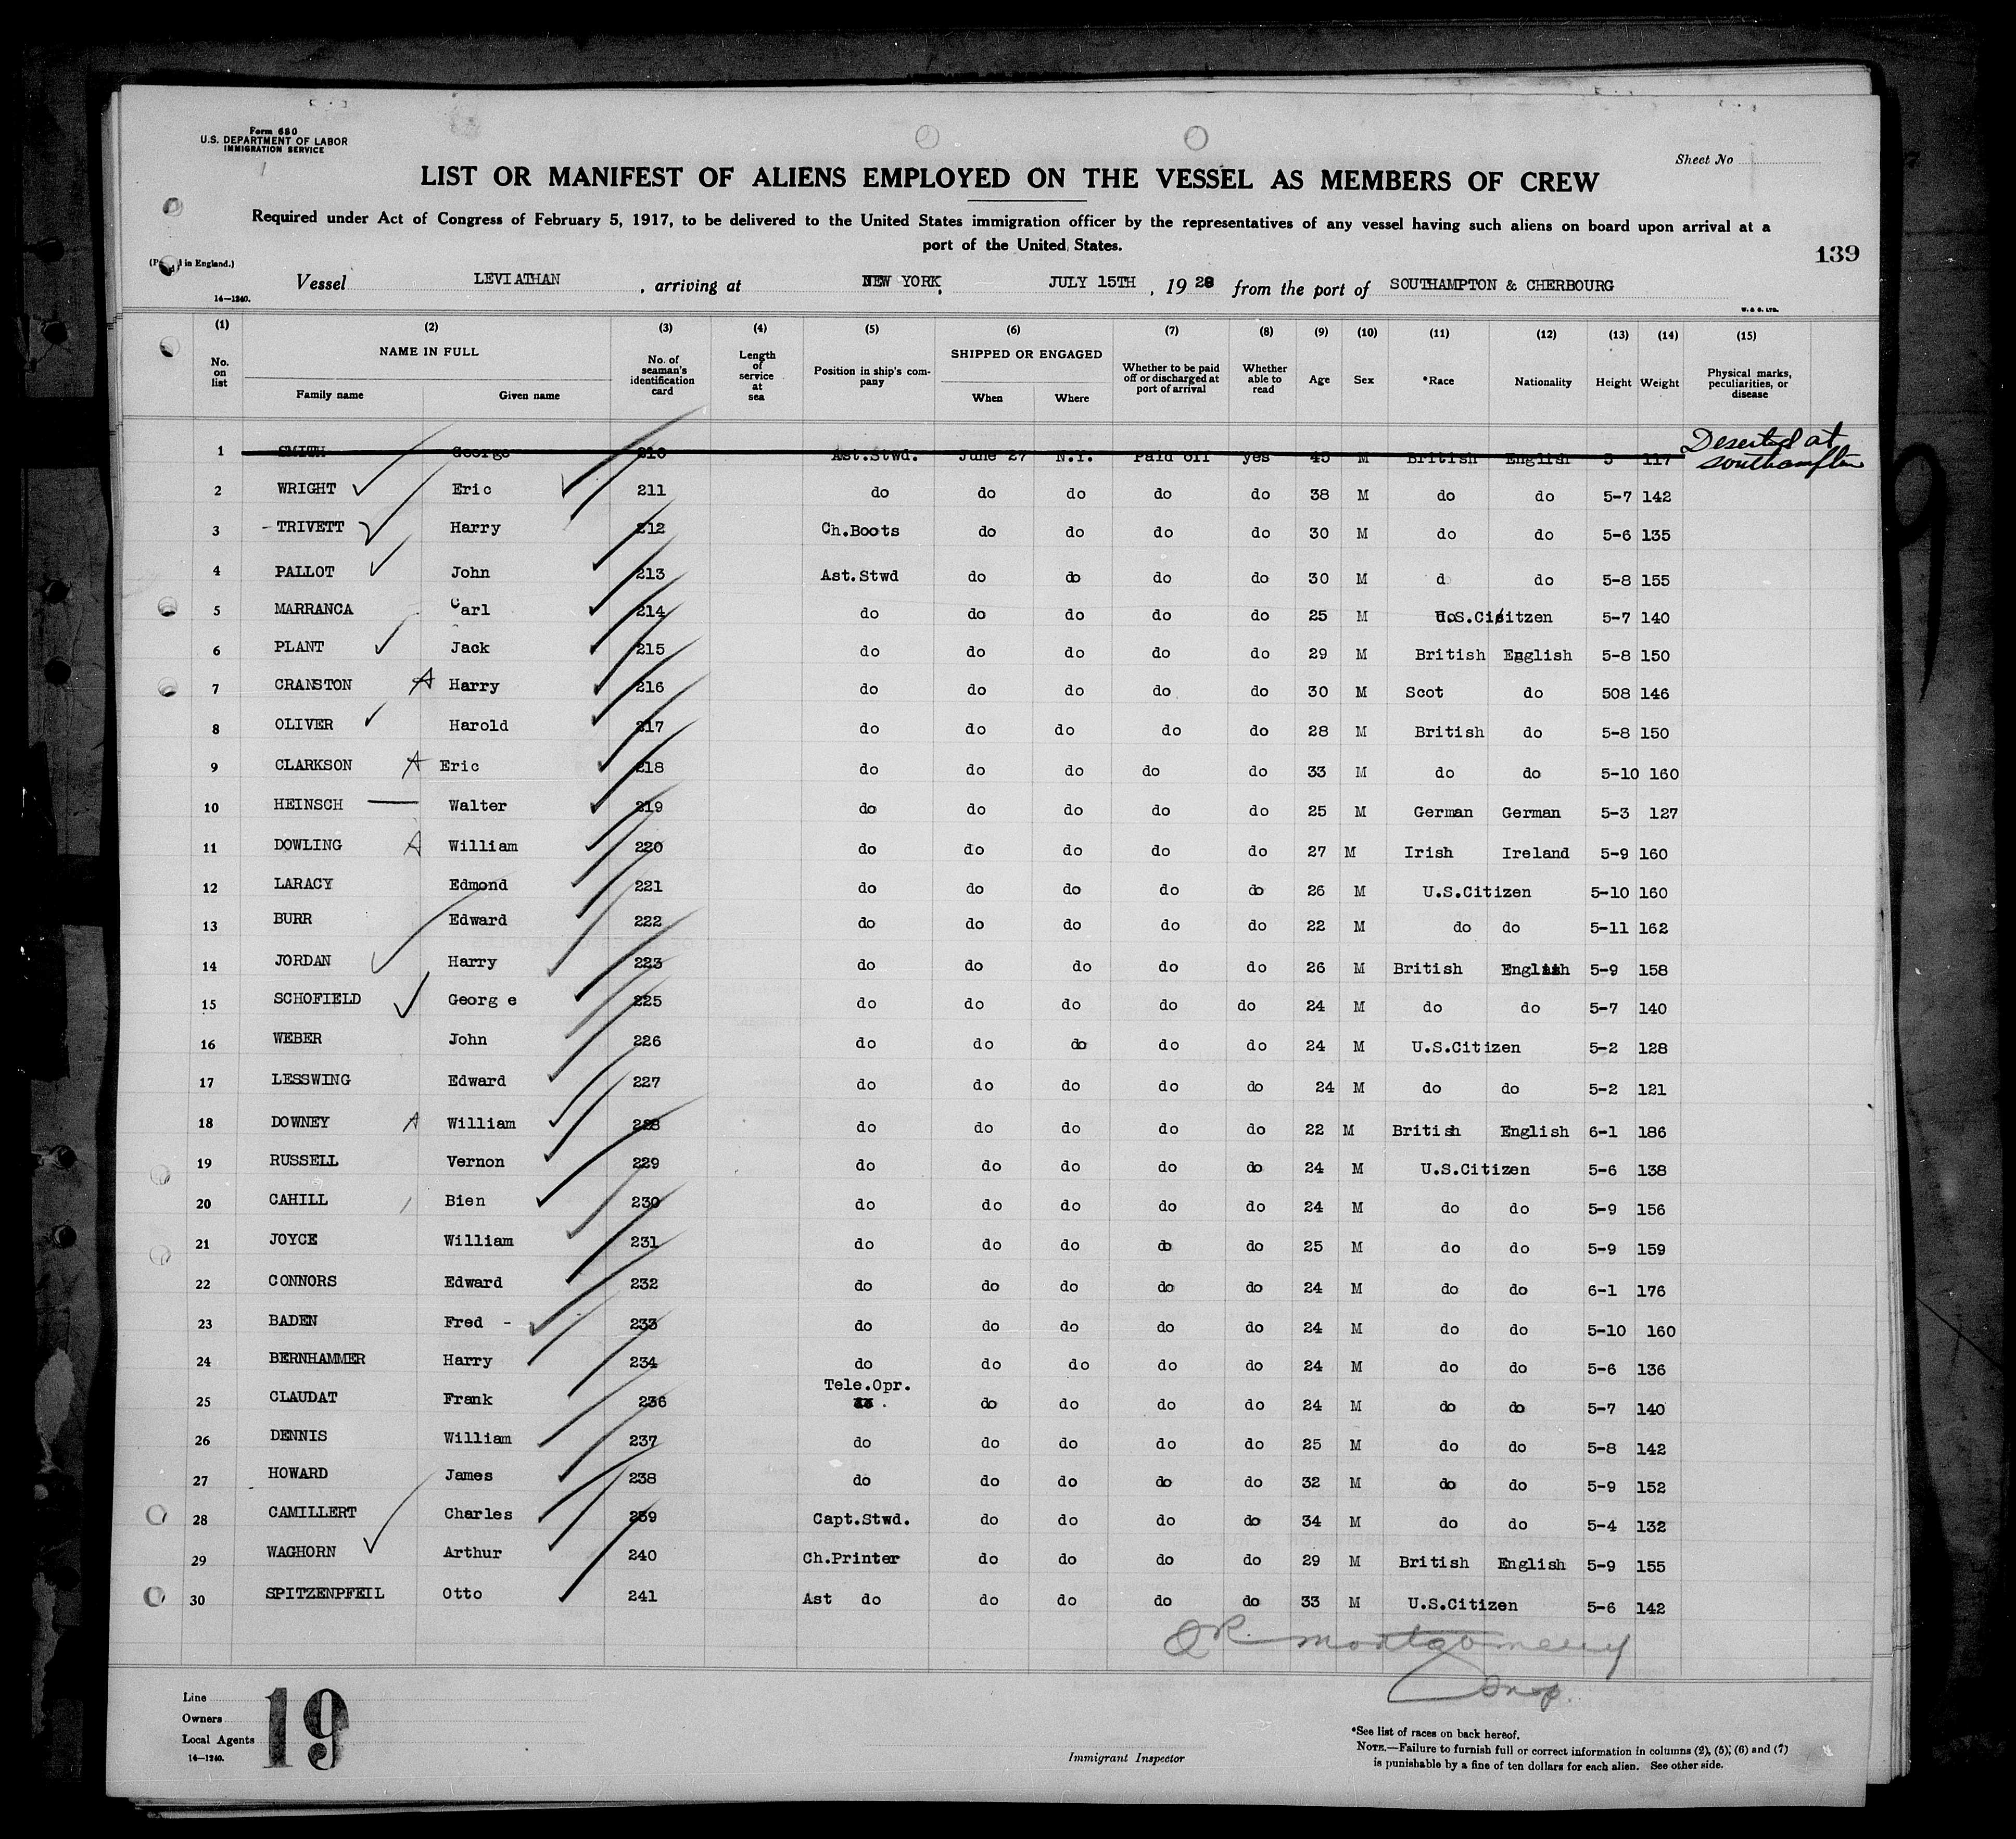 Form 680
U.S. DEPARTMENT OF LABOR
IMMIGRATION SERVICE
Sheet No
LIST OR MANIFEST OF ALIENS EMPLOYED ON THE VESSEL AS MEMBERS OF CREW
Required under Act of Congress of February 5, 1917, to be delivered to the United States immigration officer by the representatives of any vessel having such aliens on board upon arrival at a
port of the United States.
139
in England.)
14—1240.
Vessel LEVIATHAN, arriving at NEW YORK, JULY 15TH, 1928 from the port of SOUTHAMPTON & CHERBOURG
W. & S. LTD.
(1) (2) (3) (4) (5) (6) (7) (8) (9) (10) (11) (12) (13) (14) (15)
No. on list NAME IN FULL Family name Given name No. of seaman's identification card Length of service at sea Position in ship's company SHIPPED OR ENGAGED When Where Whether to be paid off or discharged at port of arrival Whether able to read Age Sex *Race Nationality Height Weight Physical marks, peculiarities, or disease
1 SMITH George 210 Ast.Stwd. June 27 N.Y. Paid off yes 45 M British English 5 117 Deserted at Southampton
2 WRIGHT Eric 211 do do do do do 38 M do do 5-7 142
3 - TRIVETT Harry 212 Ch.Boots do do do do 30 M do do 5-6 135
4 PALLOT John 213 Ast.Stwd do do do do 30 M d do 5-8 155
5 MARRANCA Carl 214 do do do do do 25 M U.S.Citizen 5-7 140
6 PLANT Jack 215 do do do do do 29 M British English 5-8 150
7 CRANSTON A Harry 216 do do do do do 30 M Scot do 508 146
8 OLIVER Harold 217 do do do do do 28 M British do 5-8 150
9 CLARKSON A Eric 218 do do do do do 33 M do do 5-10 160
10 HEINSCH — Walter 219 do do do do do 25 M German German 5-3 127
11 DOWLING A William 220 do do do do do 27 M Irish Ireland 5-9 160
12 LARACY Edmond 221 do do do do do 26 M U.S.Citizen 5-10 160
13 BURR Edward 222 do do do do do 22 M do do 5-11 162
14 JORDAN Harry 223 do do do do do 26 M British English 5-9 158
15 SCHOFIELD Georg e 225 do do do do do 24 M do do 5-7 140
16 WEBER John 226 do do do do do 24 M U.S.Citizen 5-2 128
17 LESSWING Edward 227 do do do do do 24 M do do 5-2 121
18 DOWNEY A William 228 do do do do do 22 M British English 6-1 186
19 RUSSELL Vernon 229 do do do do do 24 M U.S.Citizen 5-6 138
20 CAHILL Bien 230 do do do do do 24 M do do 5-9 156
21 JOYCE William 231 do do do do do 25 M do do 5-9 159
22 CONNORS Edward 232 do do do do do 24 M do do 6-1 176
23 BADEN Fred - 233 do do do do do 24 M do do 5-10 160
24 BERNHAMMER Harry 234 do do do do do 24 M do do 5-6 136
25 CLAUDAT Frank 236 Tele.Opr. do do do do 24 M do do 5-7 140
26 DENNIS William 237 do do do do do 25 M do do 5-8 142
27 HOWARD James 238 do do do do do 32 M do do 5-9 152
28 CAMILLERT Charles 239 Capt.Stwd. do do do do 34 M do do 5-4 132
29 WAGHORN Arthur 240 Ch.Printer do do do do 29 M British English 5-9 155
30 SPITZENPFEIL Otto 241 Ast do do do do do 33 M U.S.Citizen 5-6 142
Montgomery
Insp.
Line
Owners
Local Agents
14—1240.
19
Immigrant Inspector
*See list of races on back hereof.
NOTE.—Failure to furnish full or correct information in columns (2), (5), (6) and (7)
is punishable by a fine of ten dollars for each alien. See other side.